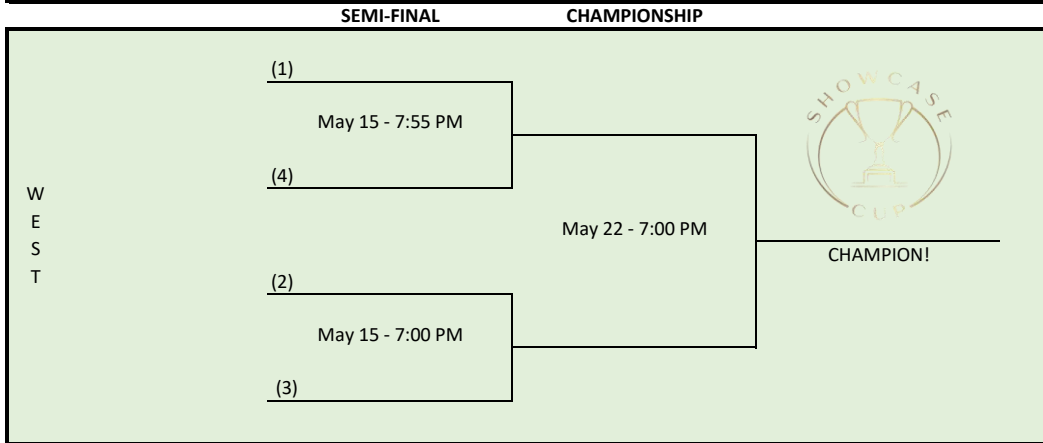 SEMI-FINAL CHAMPIONSHIP
(1)
May 15 - 7:55 PM
(4)
W
E
S
T
May 22 - 7:00 PM
(2)
May 15 - 7:00 PM
(3)
SHOWCASE
CUP
CHAMPION!